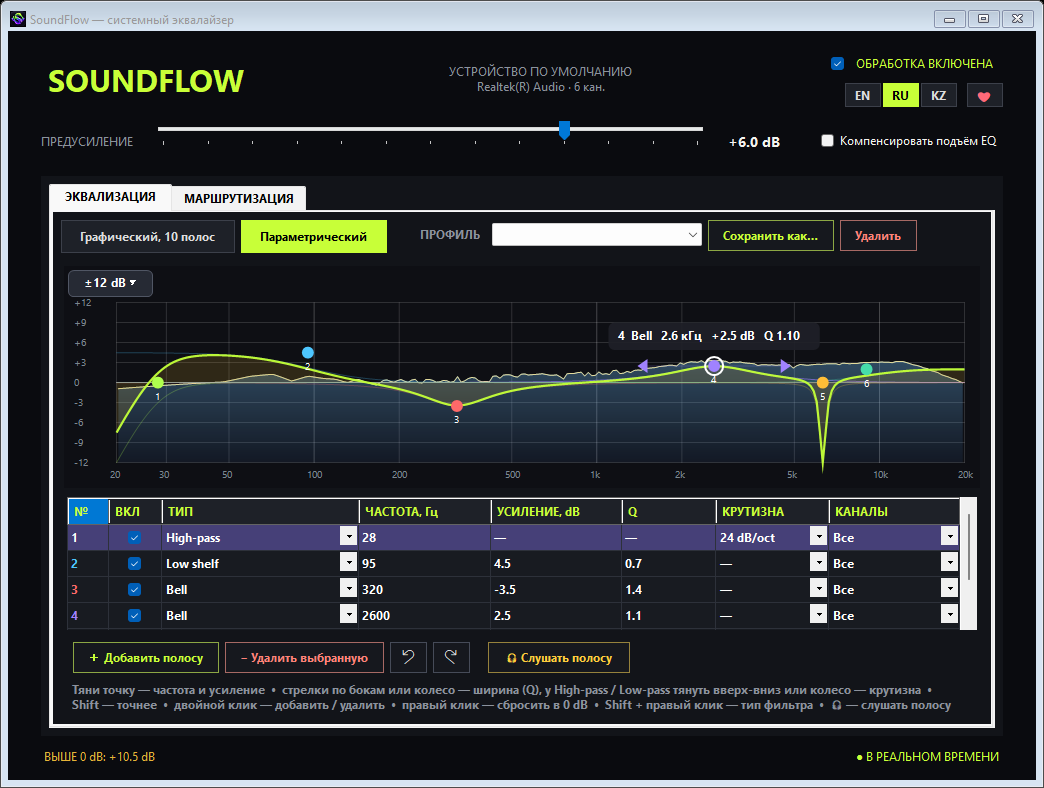 SoundFlow — системный эквалайзер
SOUNDFLOW
УСТРОЙСТВО ПО УМОЛЧАНИЮ
Realtek(R) Audio · 6 кан.
ОБРАБОТКА ВКЛЮЧЕНА
EN RU KZ
ПРЕДУСИЛЕНИЕ
+6.0 dB
Компенсировать подъём EQ
ЭКВАЛИЗАЦИЯ МАРШРУТИЗАЦИЯ
Графический, 10 полос Параметрический ПРОФИЛЬ Сохранить как... Удалить
±12 dB ▾
+12
+9
+6
+3
0
-3
-6
-9
-12
4 Bell 2.6 кГц +2.5 dB Q 1.10
1
2
3
4
5
6
20 30 50 100 200 500 1k 2k 5k 10k 20k
№ ВКЛ ТИП ЧАСТОТА, Гц УСИЛЕНИЕ, dB Q КРУТИЗНА КАНАЛЫ
1 High-pass 28 — — 24 dB/oct Все
2 Low shelf 95 4.5 0.7 — Все
3 Bell 320 -3.5 1.4 — Все
4 Bell 2600 2.5 1.1 — Все
+ Добавить полосу − Удалить выбранную 🎧 Слушать полосу
Тяни точку — частота и усиление • стрелки по бокам или колесо — ширина (Q), у High-pass / Low-pass тянуть вверх-вниз или колесо — крутизна •
Shift — точнее • двойной клик — добавить / удалить • правый клик — сбросить в 0 dB • Shift + правый клик — тип фильтра • 🎧 — слушать полосу
ВЫШЕ 0 dB: +10.5 dB
● В РЕАЛЬНОМ ВРЕМЕНИ